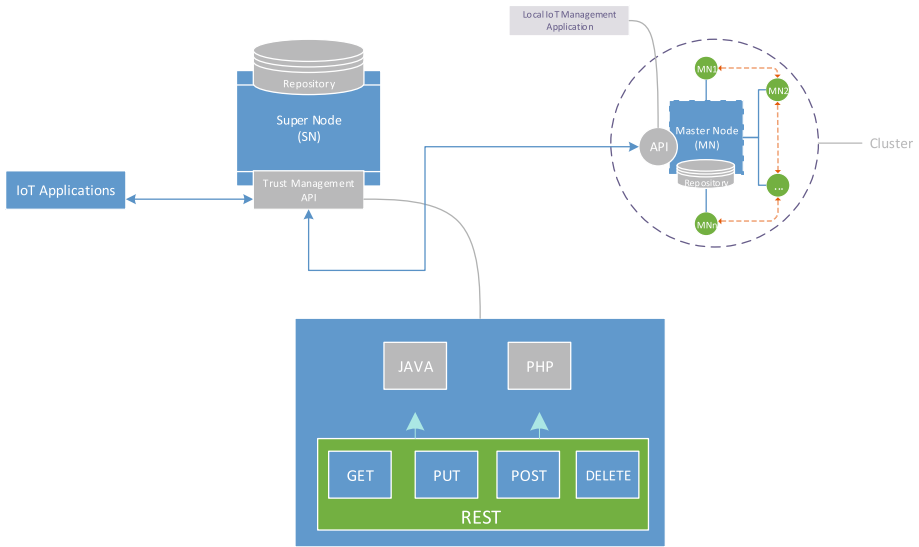 Local IoT Management
Application
Repository
Super Node
(SN)
Trust Management
API
IoT Applications
MN1
MN2
Master Node
(MN)
API
Repository
...
MNn
Cluster
JAVA
PHP
GET
PUT
POST
DELETE
REST